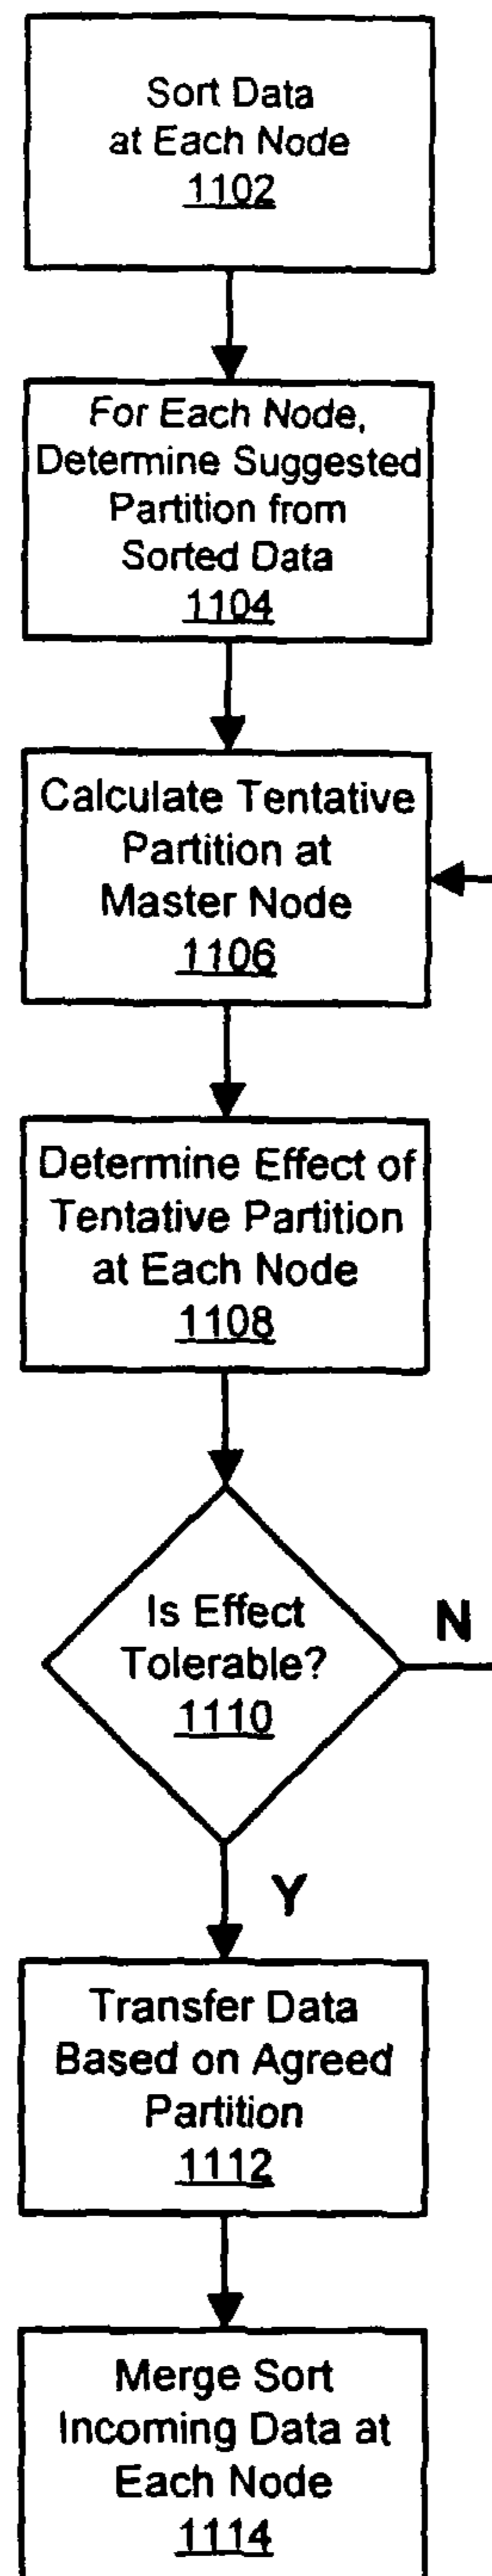 Sort Data
at Each Node
1102
For Each Node,
Determine Suggested
Partition from
Sorted Data
1104
Calculate Tentative
Partition at
Master Node
1106
Determine Effect of
Tentative Partition
at Each Node
1108
Is Effect
Tolerable?
1110
N
Y
Transfer Data
Based on Agreed
Partition
1112
Merge Sort
Incoming Data at
Each Node
1114